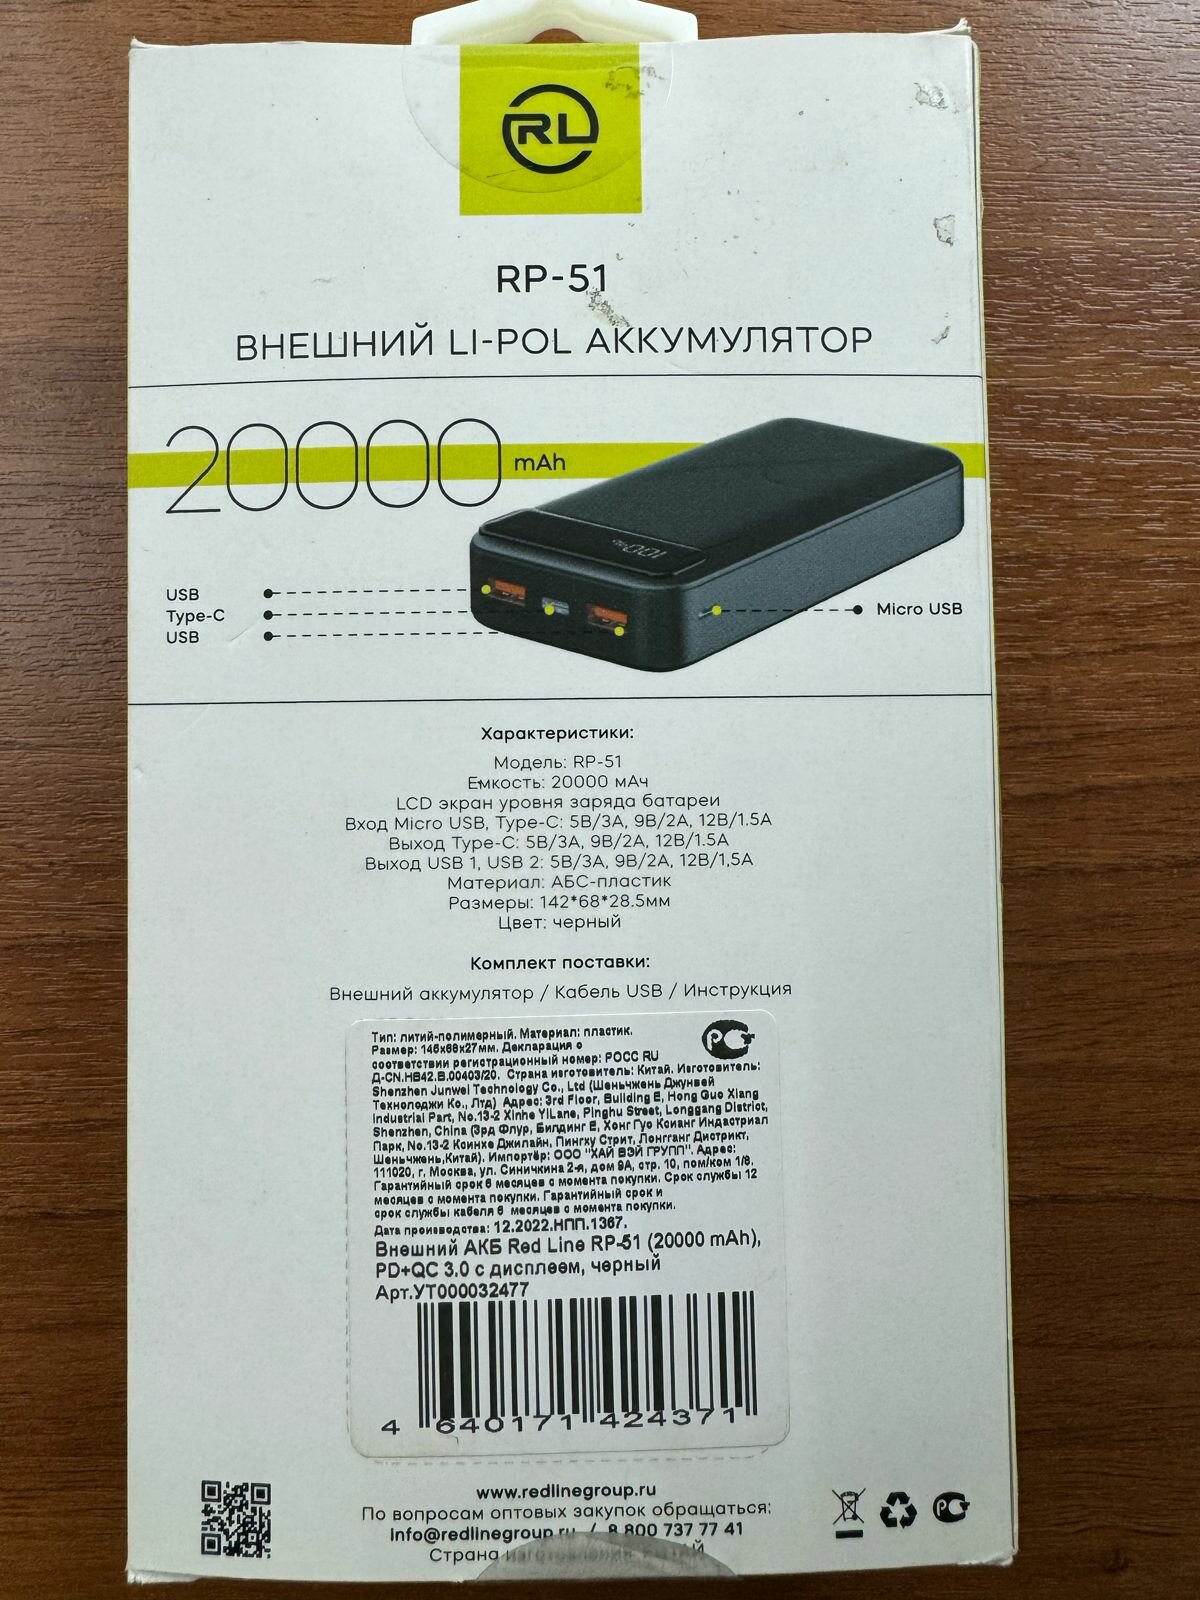 RL
RP-51
ВНЕШНИЙ LI-POL АККУМУЛЯТОР
20000 mAh
100%
USB
Type-C
USB
Micro USB
Характеристики:
Модель: RP-51
Емкость: 20000 мАч
LCD экран уровня заряда батареи
Вход Micro USB, Type-C: 5В/3А, 9В/2А, 12В/1.5А
Выход Type-C: 5В/3А, 9В/2А, 12В/1.5А
Выход USB 1, USB 2: 5В/3А, 9В/2А, 12В/1,5А
Материал: АБС-пластик
Размеры: 142*68*28.5мм
Цвет: черный
Комплект поставки:
Внешний аккумулятор / Кабель USB / Инструкция
Тип: литий-полимерный. Материал: пластик.
Размер: 145x68x27мм. Декларация о
соответствии регистрационный номер: РОСС RU
Д-CN.НВ42.В.00403/20. Страна изготовитель: Китай. Изготовитель:
Shenzhen Junwei Technology Co., Ltd (Шеньчжень Джунвей
Технолоджи Ко., Лтд) Адрес: 3rd Floor, Building E, Hong Guo Xiang
Industrial Part, No.13-2 Xinhe YiLane, Pinghu Street, Longgang District,
Shenzhen, China (3рд Флур, Билдинг Е, Хонг Гуо Ксианг Индастриал
Парк, No.13-2 Ксинхе Джилайн, Пингху Стрит, Лонгганг Дистрикт,
Шеньчжень,Китай). Импортёр: ООО "ХАЙ ВЭЙ ГРУПП". Адрес:
111020, г. Москва, ул. Синичкина 2-я, дом 9А, стр. 10, пом/ком 1/8.
Гарантийный срок 6 месяцев с момента покупки. Срок службы 12
месяцев с момента покупки. Гарантийный срок и
срок службы кабеля 6 месяцев с момента покупки.
Дата производства: 12.2022.НПП.1367.
Внешний АКБ Red Line RP-51 (20000 mAh),
PD+QC 3.0 с дисплеем, черный
Арт.УТ000032477
4 640171 424371
www.redlinegroup.ru
По вопросам оптовых закупок обращаться:
info@redlinegroup.ru / 8 800 737 77 41
Страна изготовления: Китай